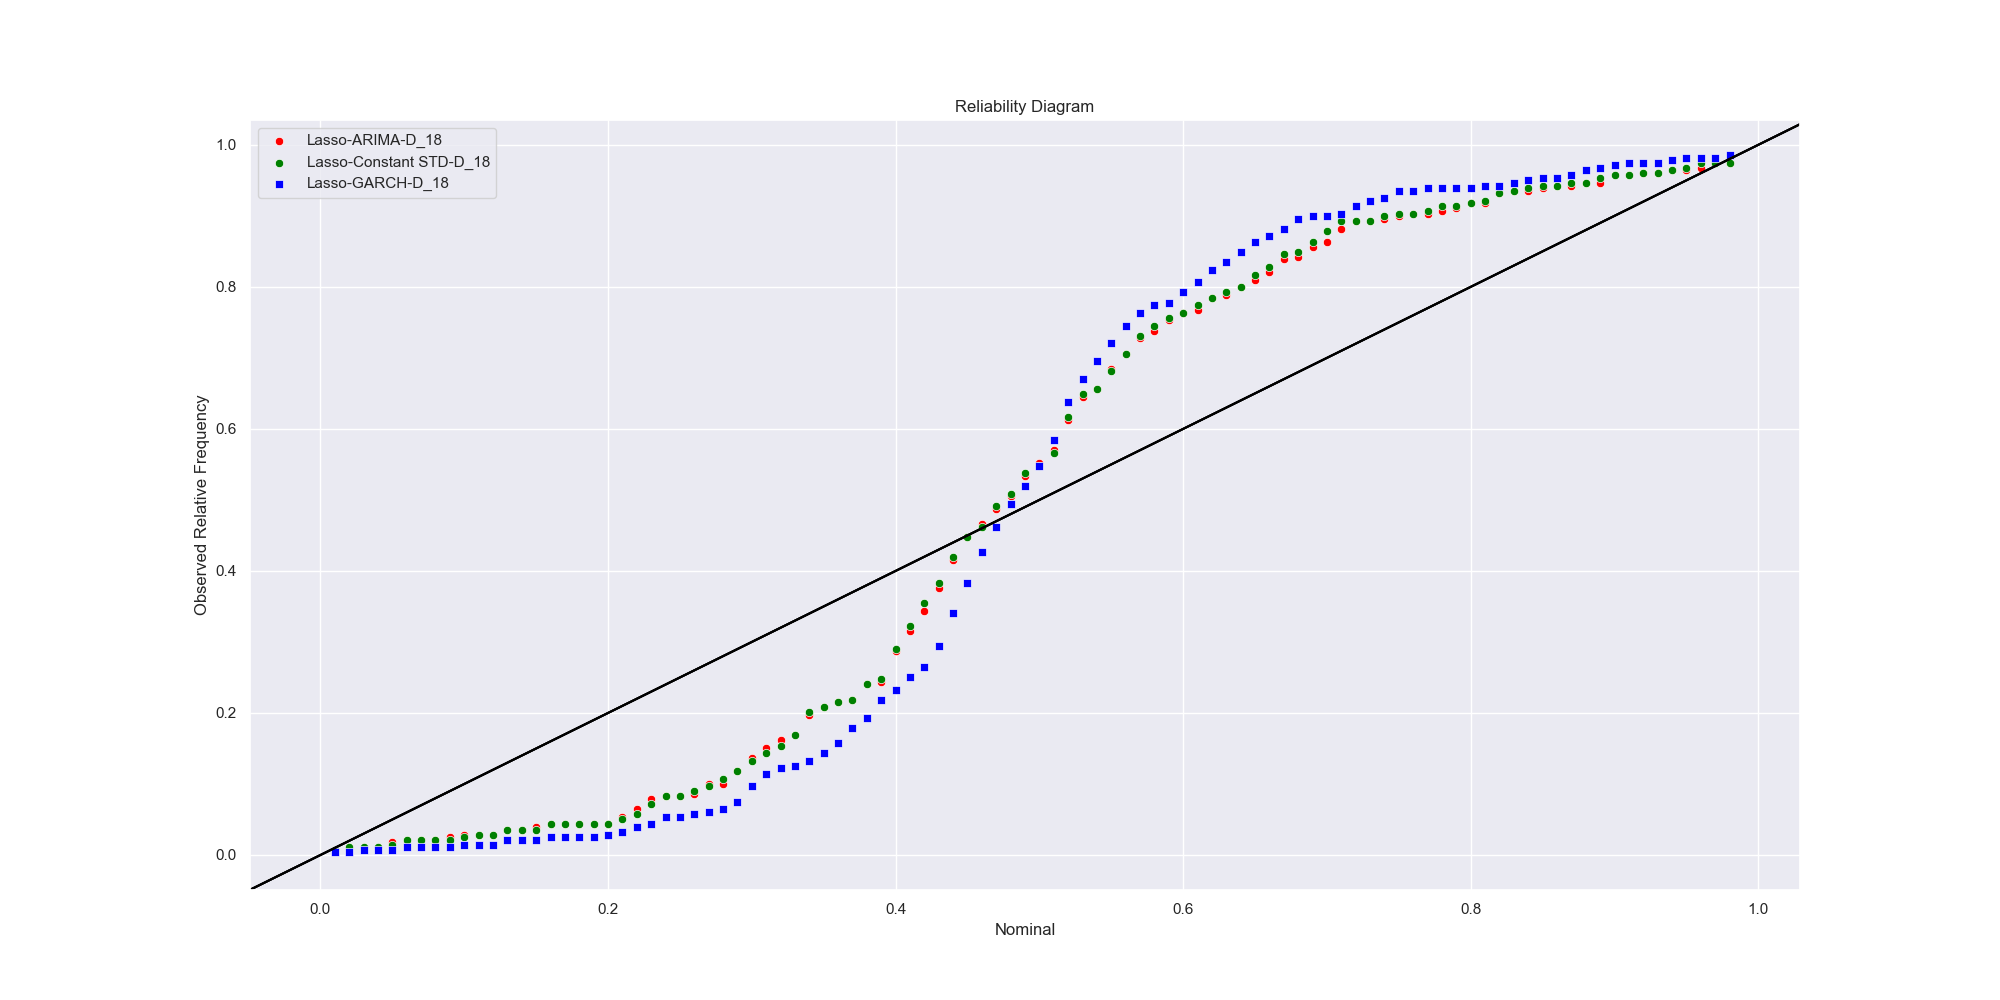 Reliability Diagram
Lasso-ARIMA-D_18
Lasso-Constant STD-D_18
Lasso-GARCH-D_18
1.0
0.8
0.6
0.4
0.2
0.0
Observed Relative Frequency
0.0 0.2 0.4 0.6 0.8 1.0
Nominal